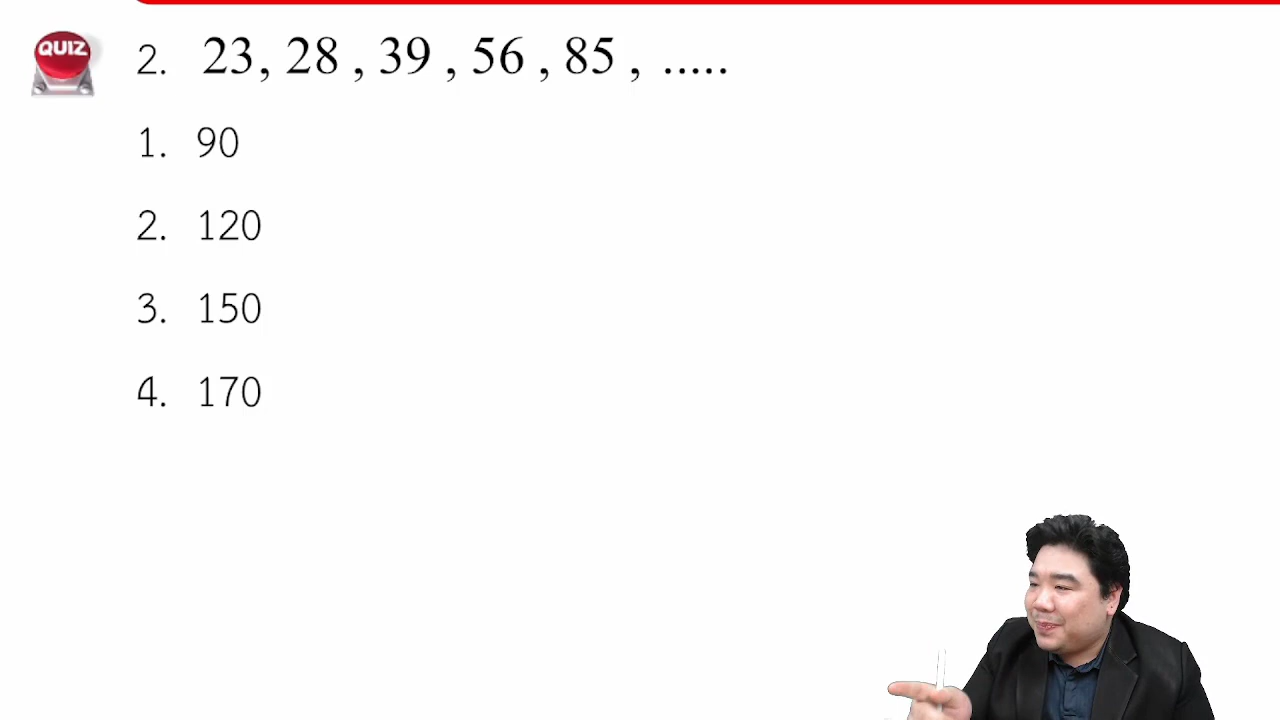 QUIZ
2. 23, 28 , 39 , 56 , 85 , .....
1. 90
2. 120
3. 150
4. 170